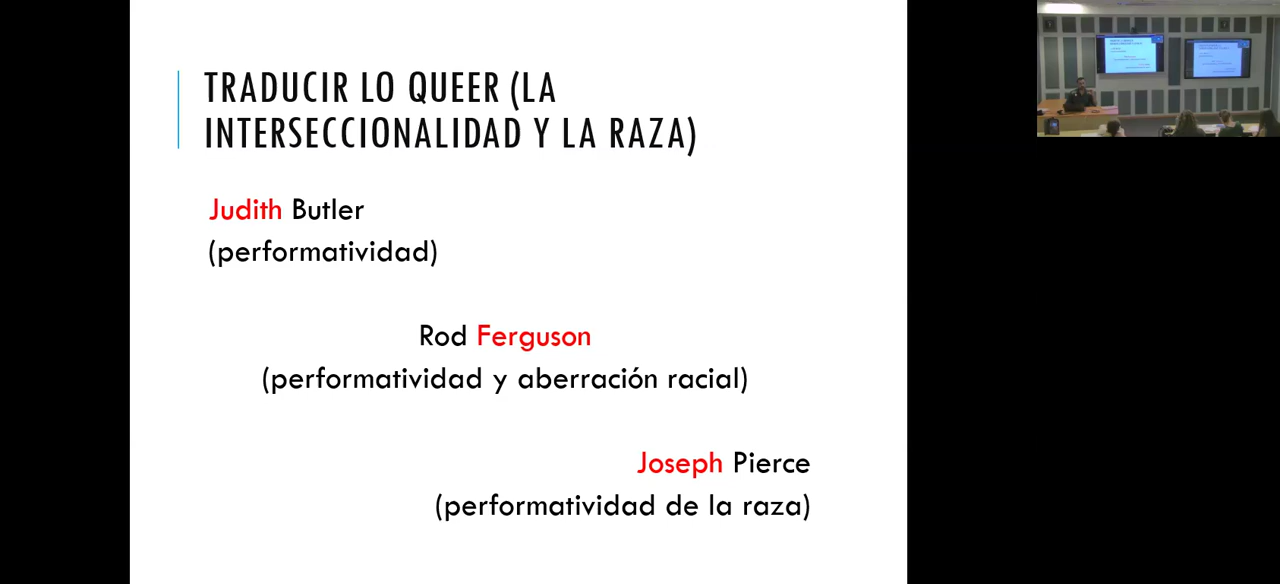 TRADUCIR LO QUEER (LA
INTERSECCIONALIDAD Y LA RAZA)
Judith Butler
(performatividad)
Rod Ferguson
(performatividad y aberración racial)
Joseph Pierce
(performatividad de la raza)